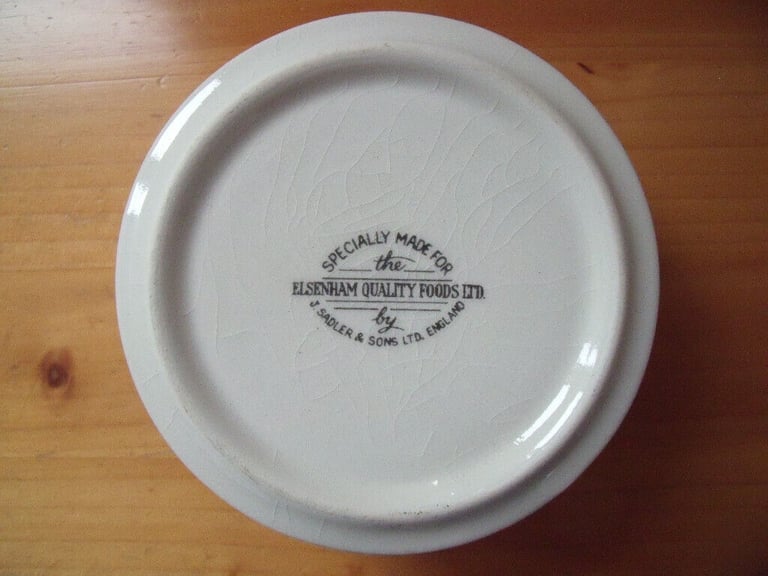 SPECIALLY MADE FOR
the
ELSENHAM QUALITY FOODS LTD.
by
J. SADLER & SONS LTD. ENGLAND